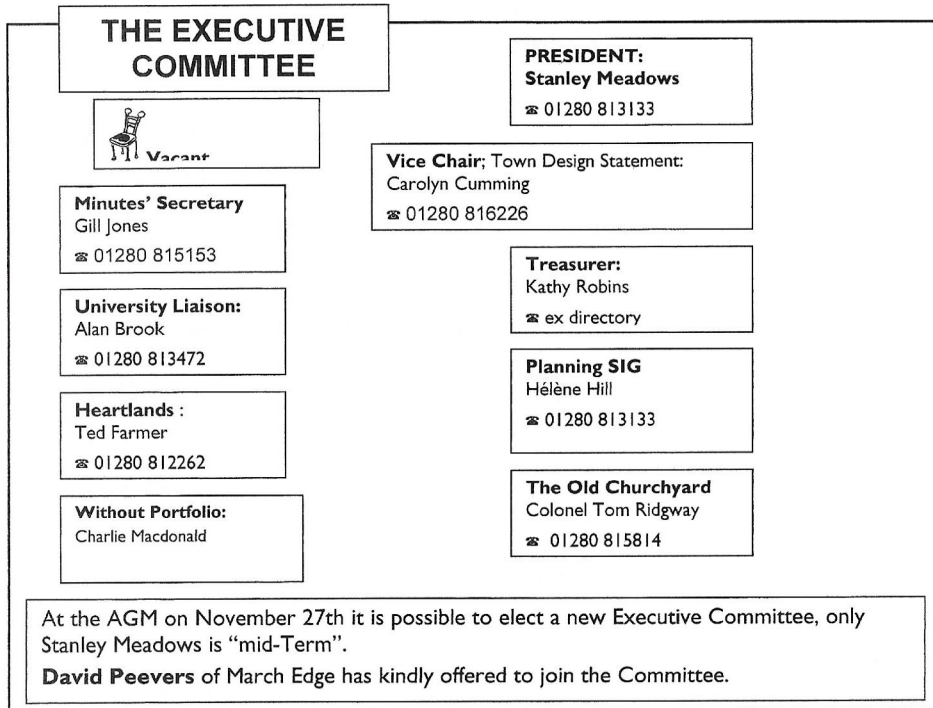 THE EXECUTIVE
COMMITTEE
Vacant
Minutes' Secretary
Gill Jones
☎ 01280 815153
University Liaison:
Alan Brook
☎ 01280 813472
Heartlands :
Ted Farmer
☎ 01280 812262
Without Portfolio:
Charlie Macdonald
PRESIDENT:
Stanley Meadows
☎ 01280 813133
Vice Chair; Town Design Statement:
Carolyn Cumming
☎ 01280 816226
Treasurer:
Kathy Robins
☎ ex directory
Planning SIG
Hélène Hill
☎ 01280 813133
The Old Churchyard
Colonel Tom Ridgway
☎ 01280 815814
At the AGM on November 27th it is possible to elect a new Executive Committee, only
Stanley Meadows is “mid-Term”.
David Peevers of March Edge has kindly offered to join the Committee.